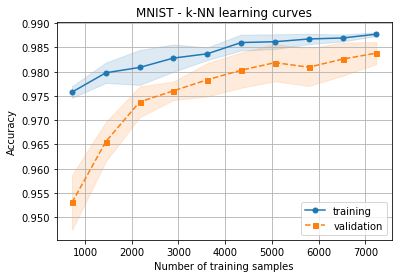 MNIST - k-NN learning curves
0.990
0.985
0.980
0.975
0.970
0.965
0.960
0.955
0.950
Accuracy
training
validation
1000 2000 3000 4000 5000 6000 7000
Number of training samples